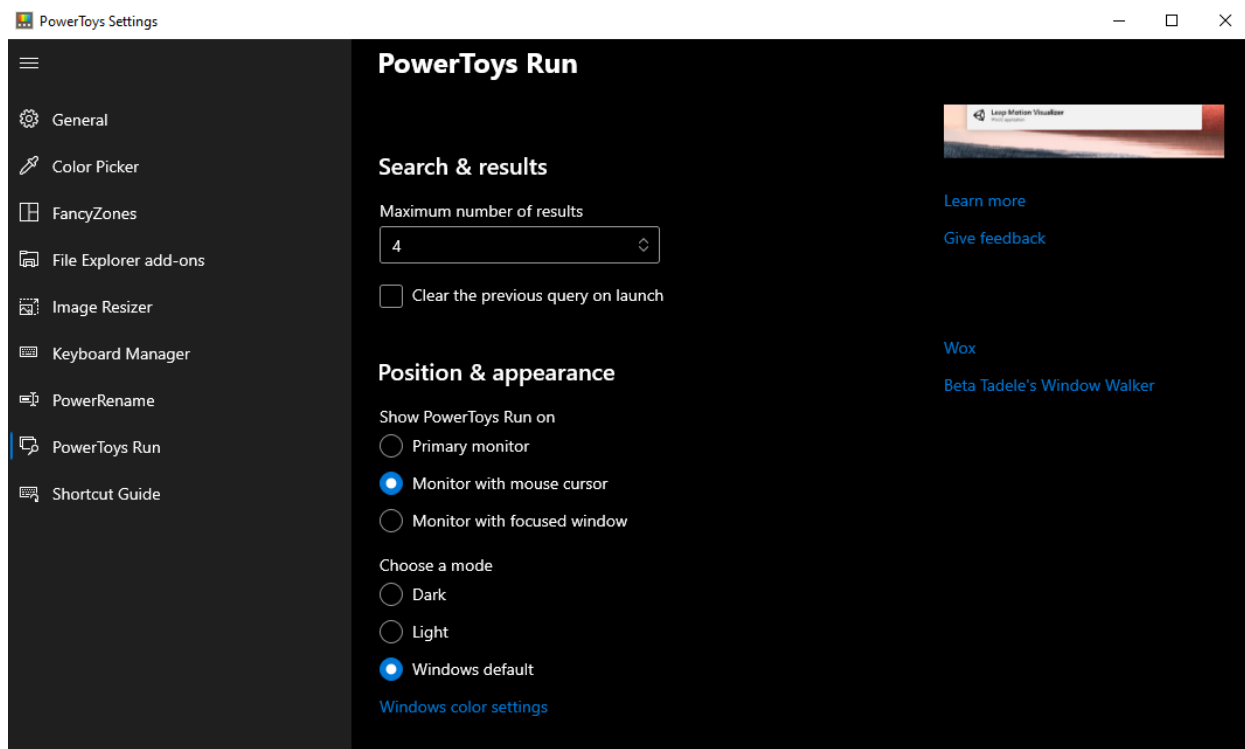 PowerToys Settings
General
Color Picker
FancyZones
File Explorer add-ons
Image Resizer
Keyboard Manager
PowerRename
PowerToys Run
Shortcut Guide
PowerToys Run
Search & results
Maximum number of results
4
Clear the previous query on launch
Position & appearance
Show PowerToys Run on
Primary monitor
Monitor with mouse cursor
Monitor with focused window
Choose a mode
Dark
Light
Windows default
Windows color settings
Leap Motion Visualizer
Learn more
Give feedback
Wox
Beta Tadele's Window Walker